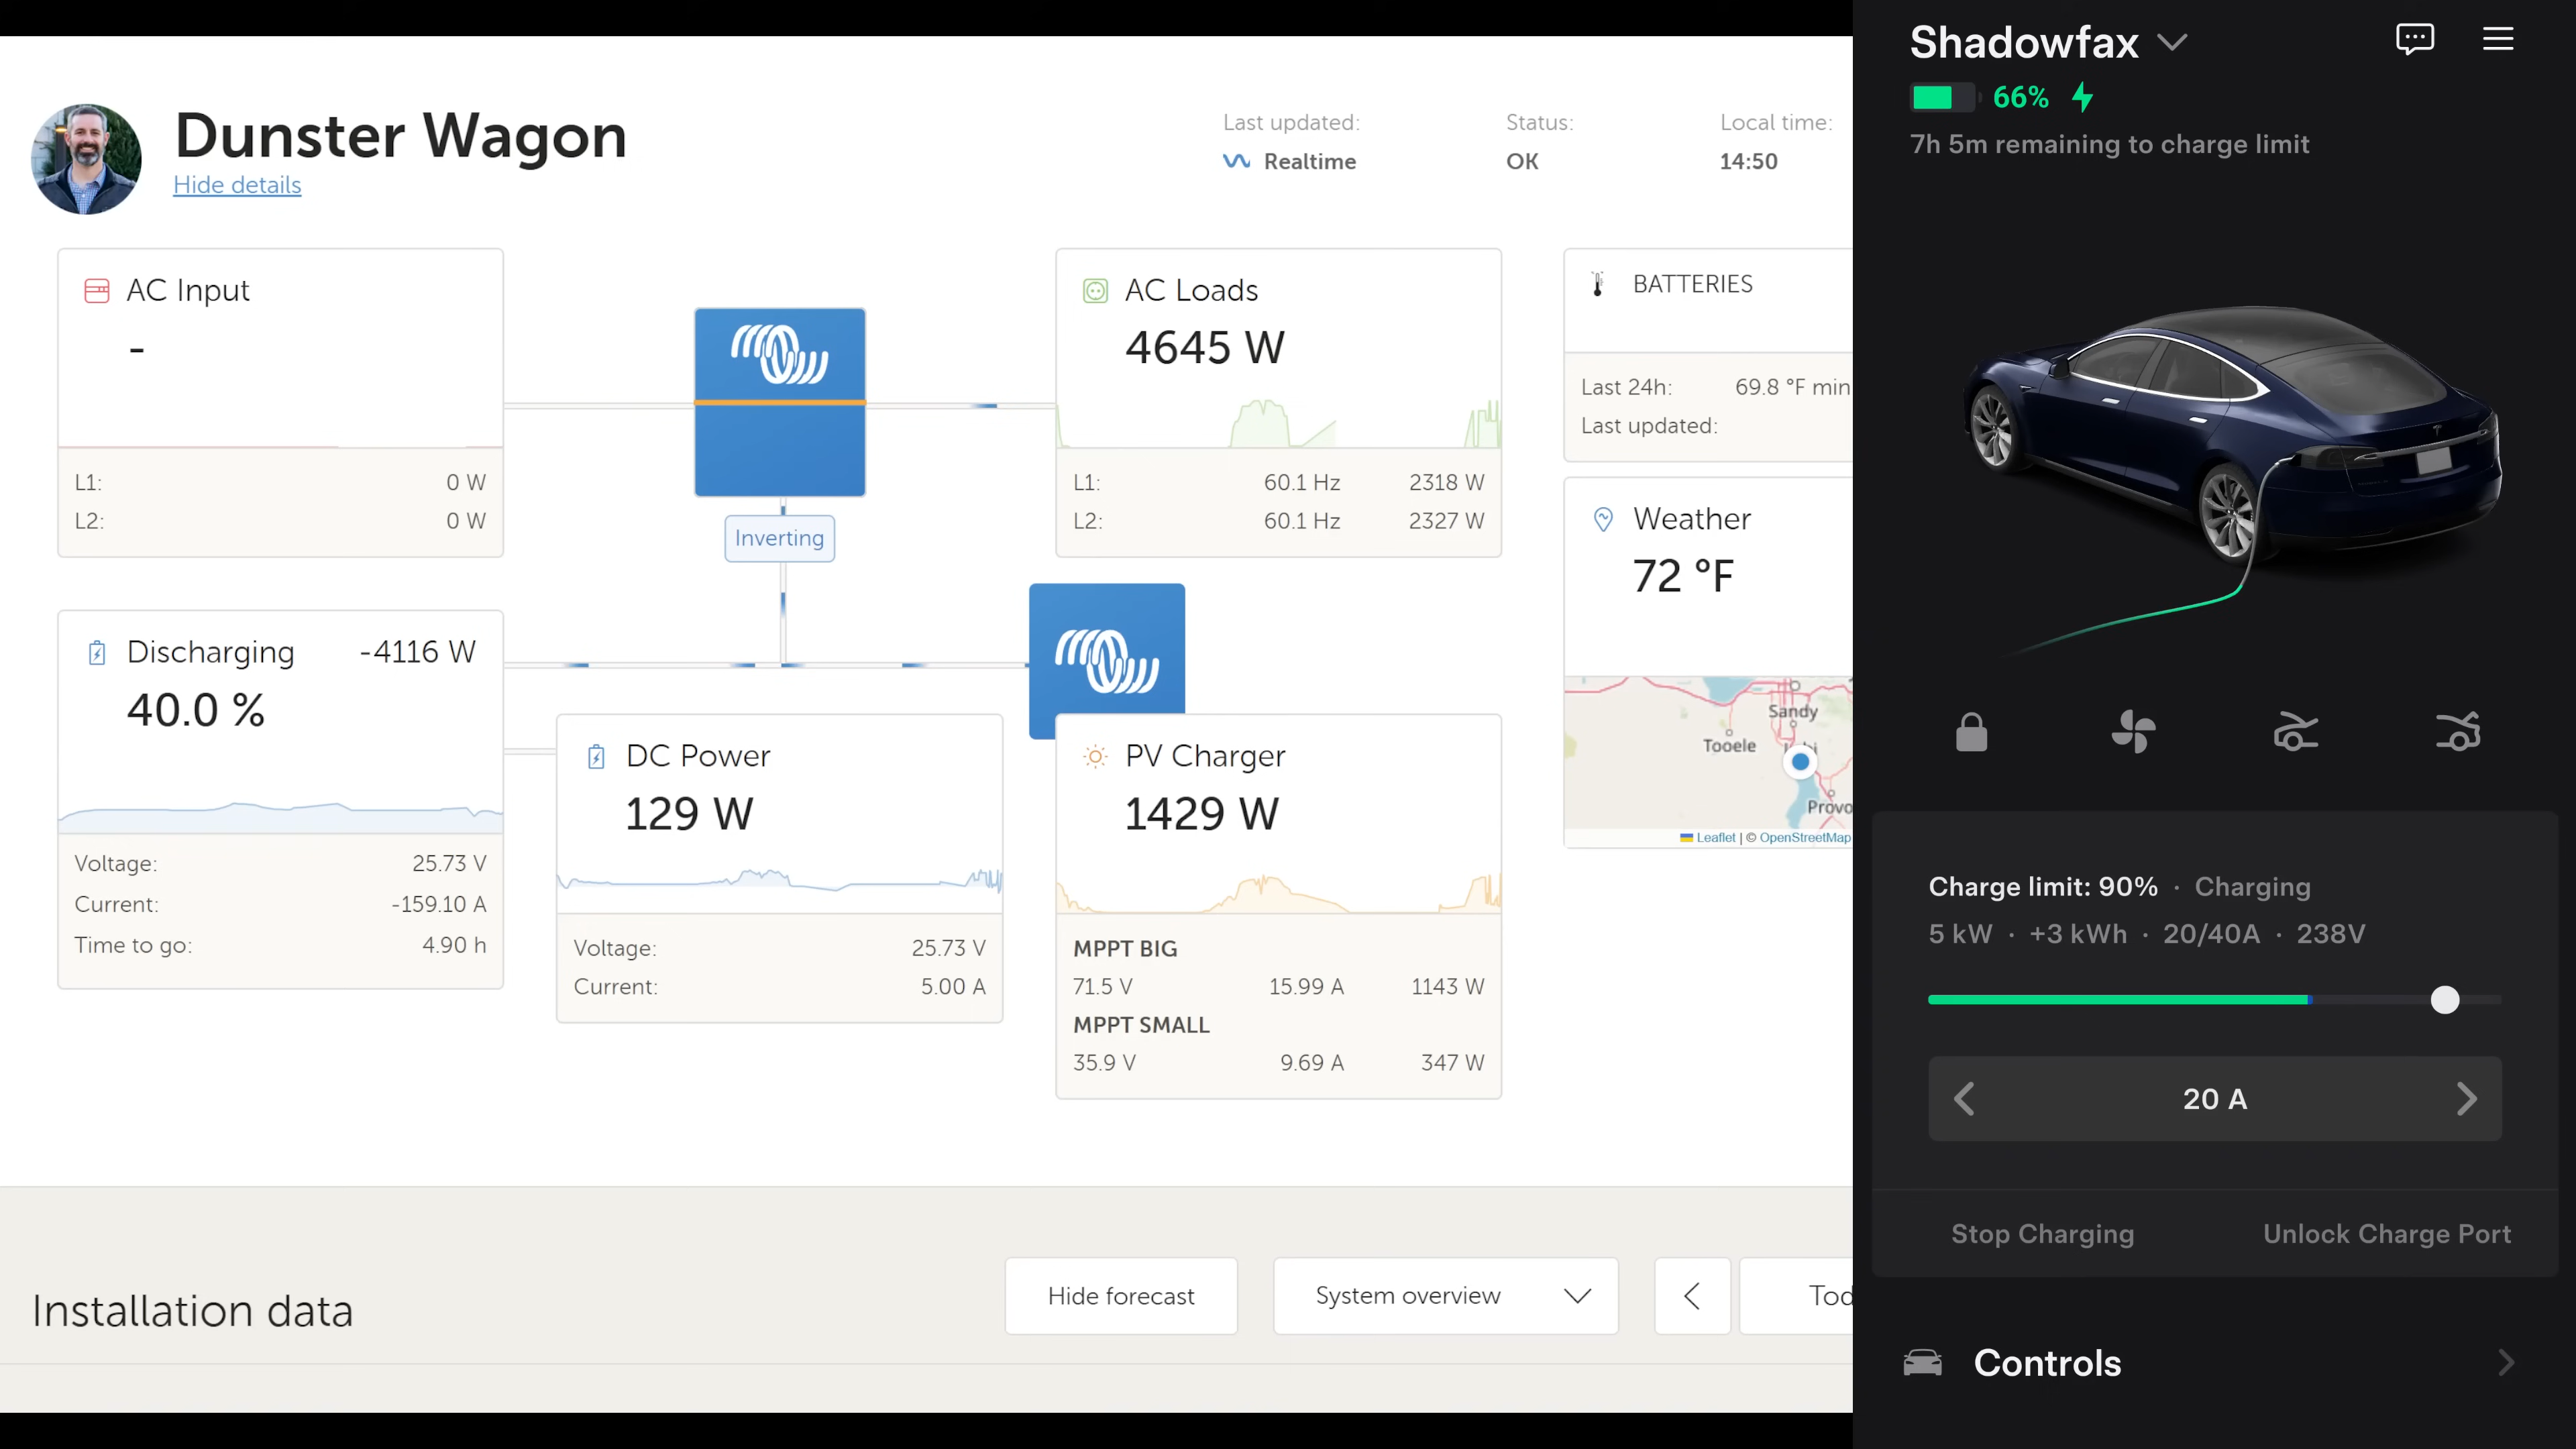 Dunster Wagon
Hide details
Last updated:
Realtime
Status:
OK
Local time:
14:50
AC Input
-
L1: 0 W
L2: 0 W
Inverting
AC Loads
4645 W
L1: 60.1 Hz 2318 W
L2: 60.1 Hz 2327 W
BATTERIES
Last 24h: 69.8 °F min
Last updated:
Weather
72 °F
Sandy
Tooele
Provo
Leaflet | © OpenStreetMap
Discharging -4116 W
40.0 %
Voltage: 25.73 V
Current: -159.10 A
Time to go: 4.90 h
DC Power
129 W
Voltage: 25.73 V
Current: 5.00 A
PV Charger
1429 W
MPPT BIG
71.5 V 15.99 A 1143 W
MPPT SMALL
35.9 V 9.69 A 347 W
Installation data
Hide forecast
System overview
Tod
Shadowfax
66%
7h 5m remaining to charge limit
Charge limit: 90% · Charging
5 kW · +3 kWh · 20/40A · 238V
20 A
Stop Charging
Unlock Charge Port
Controls